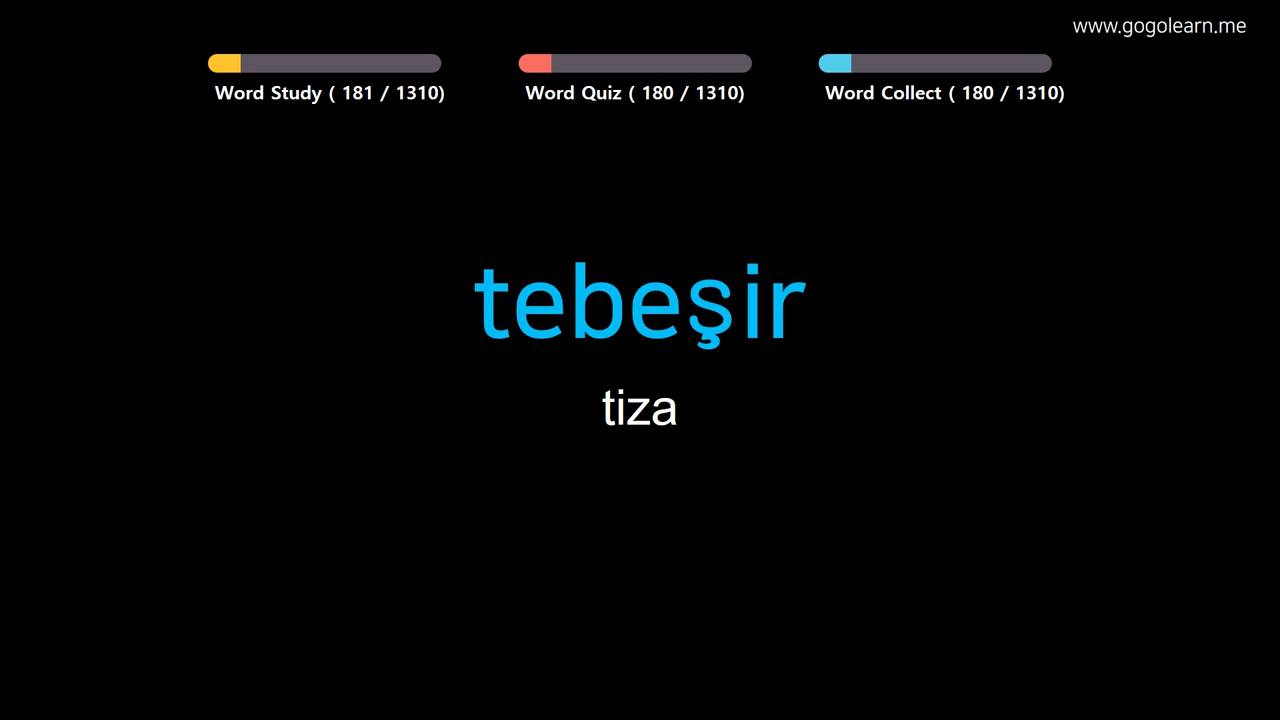 www.gogolearn.me
Word Study ( 181 / 1310)
Word Quiz ( 180 / 1310)
Word Collect ( 180 / 1310)
tebeşir
tiza